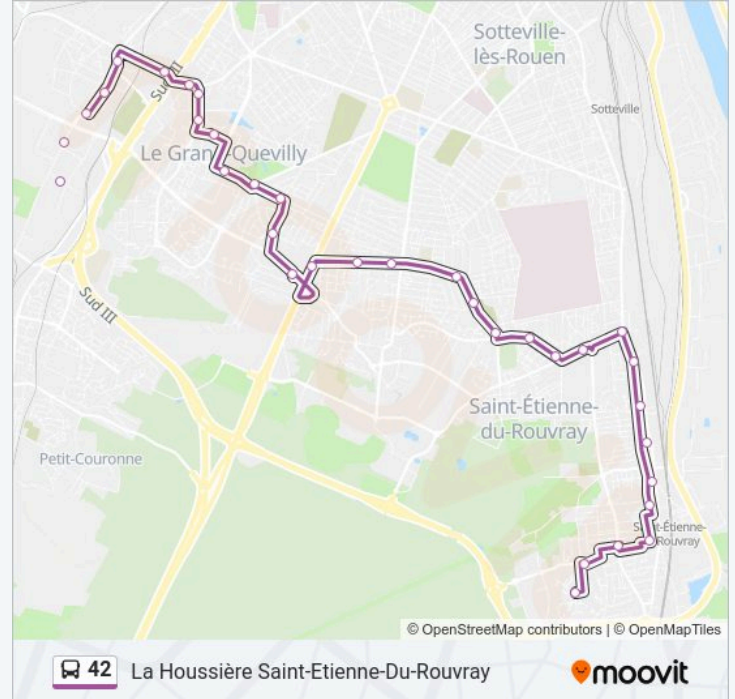 Sotteville-
lès-Rouen
Sud III
Sotteville
Le Grand-Quevilly
Sud III
Saint-Étienne-
du-Rouvray
Petit-Couronne
Saint-Étienne-
Rouvray
© OpenStreetMap contributors | © OpenMapTiles
42 La Houssière Saint-Etienne-Du-Rouvray
moovit